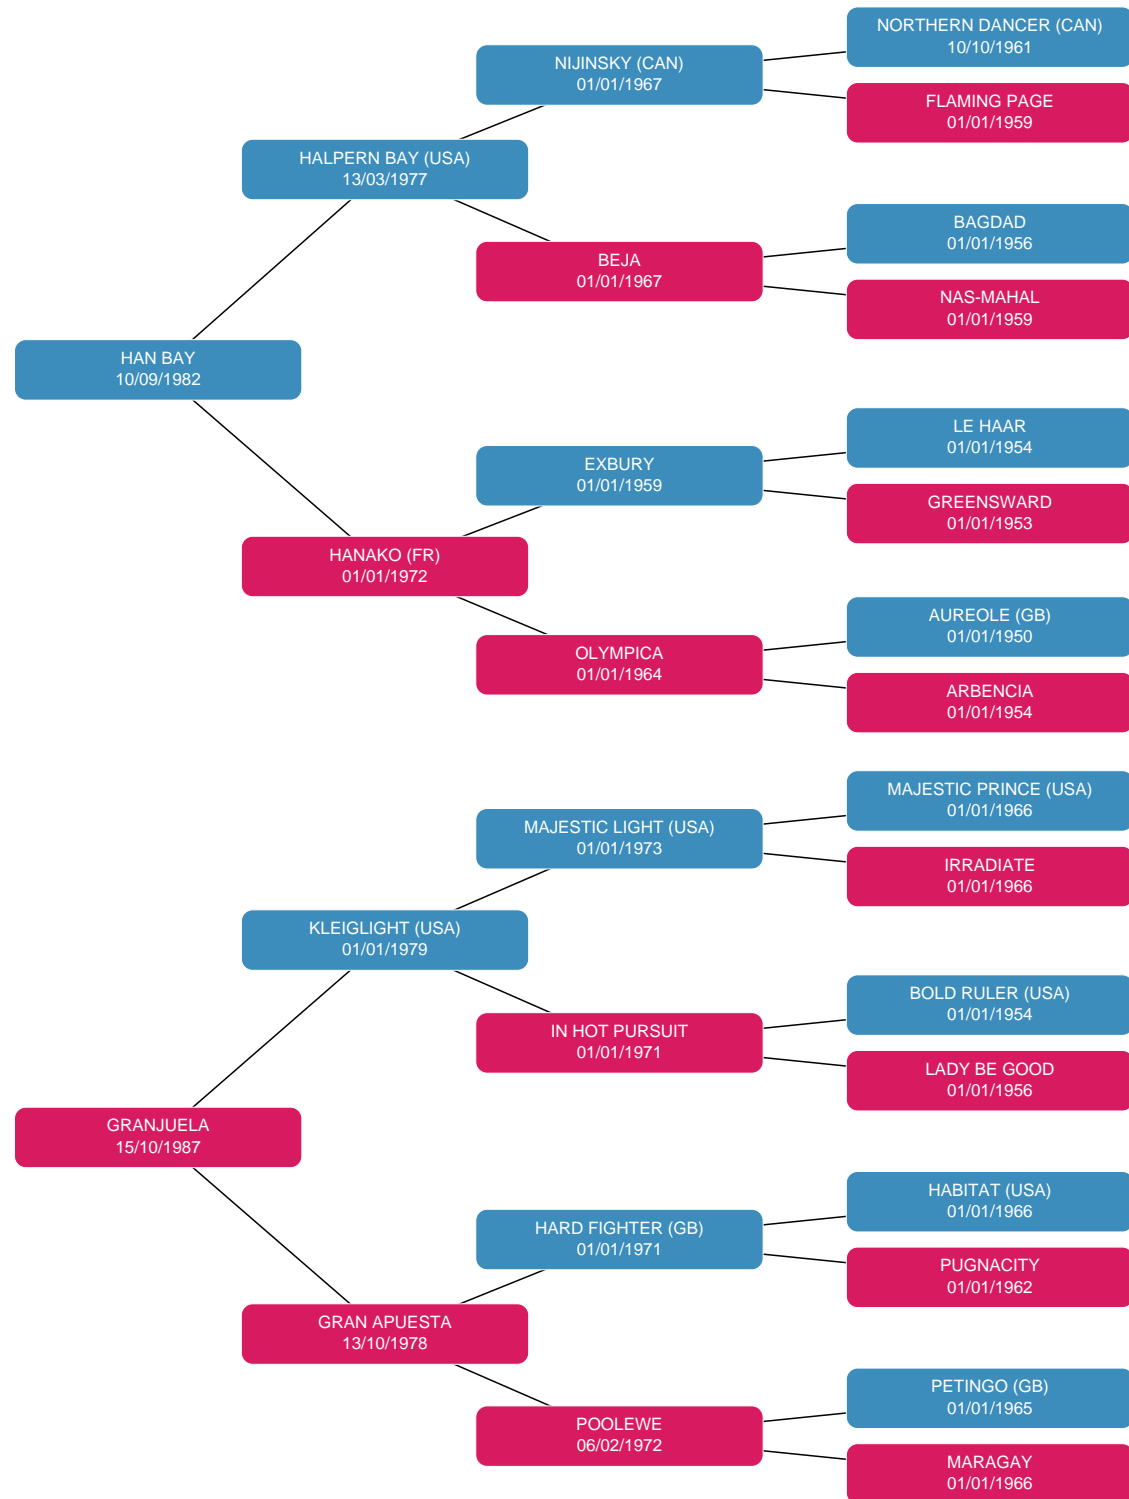 NORTHERN DANCER (CAN)
10/10/1961
NIJINSKY (CAN)
01/01/1967
FLAMING PAGE
01/01/1959
HALPERN BAY (USA)
13/03/1977
BAGDAD
01/01/1956
BEJA
01/01/1967
NAS-MAHAL
01/01/1959
HAN BAY
10/09/1982
LE HAAR
01/01/1954
EXBURY
01/01/1959
GREENSWARD
01/01/1953
HANAKO (FR)
01/01/1972
AUREOLE (GB)
01/01/1950
OLYMPICA
01/01/1964
ARBENCIA
01/01/1954
MAJESTIC PRINCE (USA)
01/01/1966
MAJESTIC LIGHT (USA)
01/01/1973
IRRADIATE
01/01/1966
KLEIGLIGHT (USA)
01/01/1979
BOLD RULER (USA)
01/01/1954
IN HOT PURSUIT
01/01/1971
LADY BE GOOD
01/01/1956
GRANJUELA
15/10/1987
HABITAT (USA)
01/01/1966
HARD FIGHTER (GB)
01/01/1971
PUGNACITY
01/01/1962
GRAN APUESTA
13/10/1978
PETINGO (GB)
01/01/1965
POOLEWE
06/02/1972
MARAGAY
01/01/1966